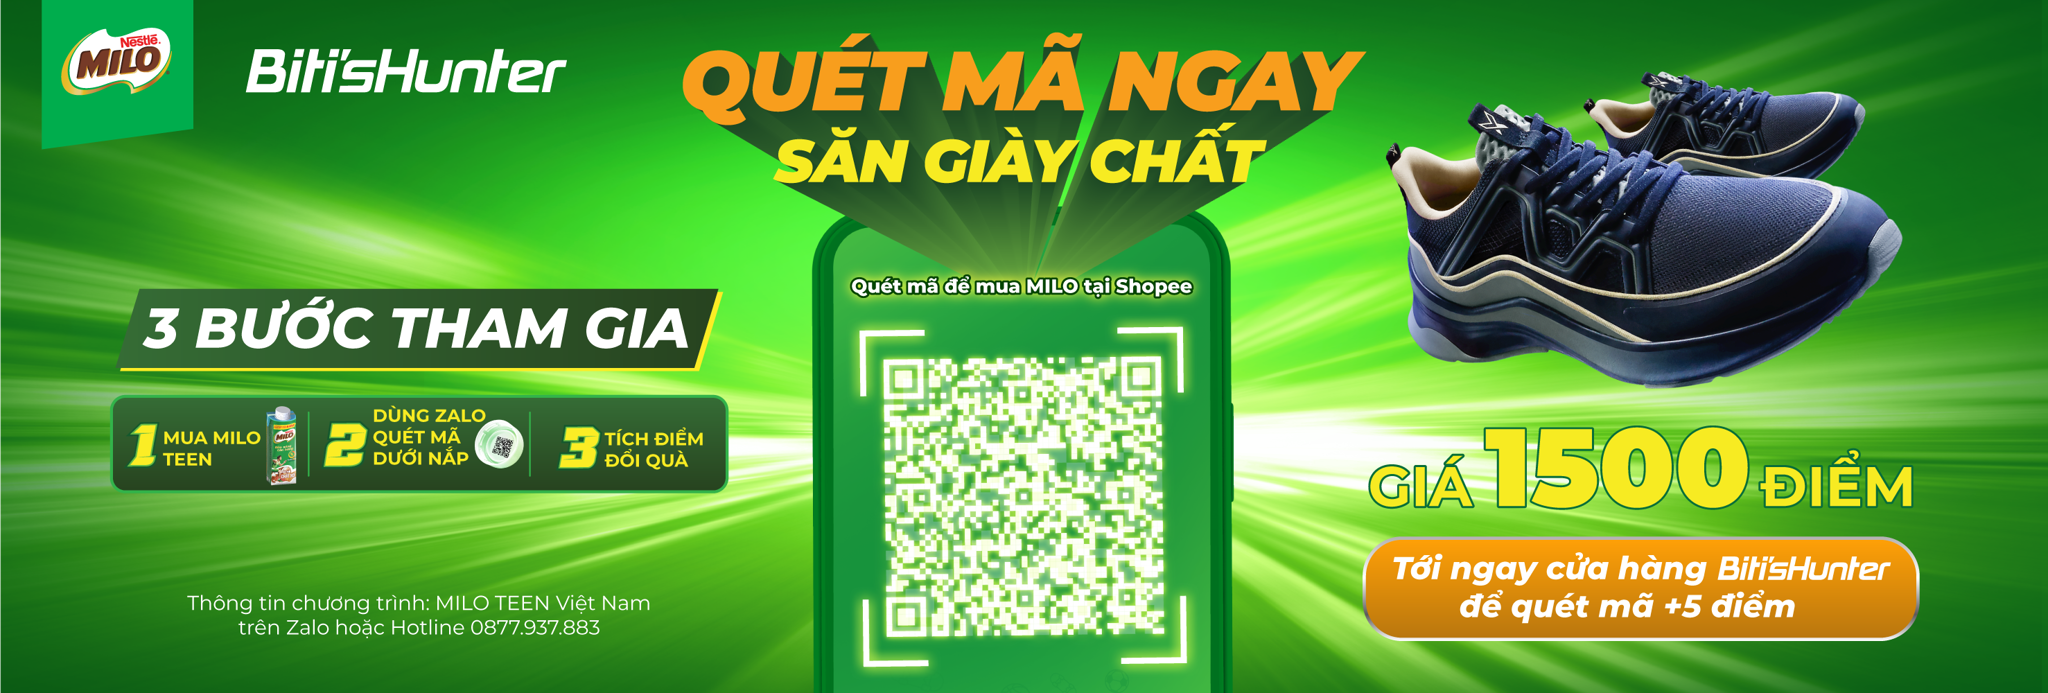 Nestlé.
MILO
Biti'sHunter
QUÉT MÃ NGAY
SĂN GIÀY CHẤT
Quét mã để mua MILO tại Shopee
3 BƯỚC THAM GIA
1 MUA MILO
TEEN
MILO
2 DÙNG ZALO
QUÉT MÃ
DƯỚI NẮP
3 TÍCH ĐIỂM
ĐỔI QUÀ
Thông tin chương trình: MILO TEEN Việt Nam
trên Zalo hoặc Hotline 0877.937.883
GIÁ 1500 ĐIỂM
Tới ngay cửa hàng Biti'sHunter
để quét mã +5 điểm